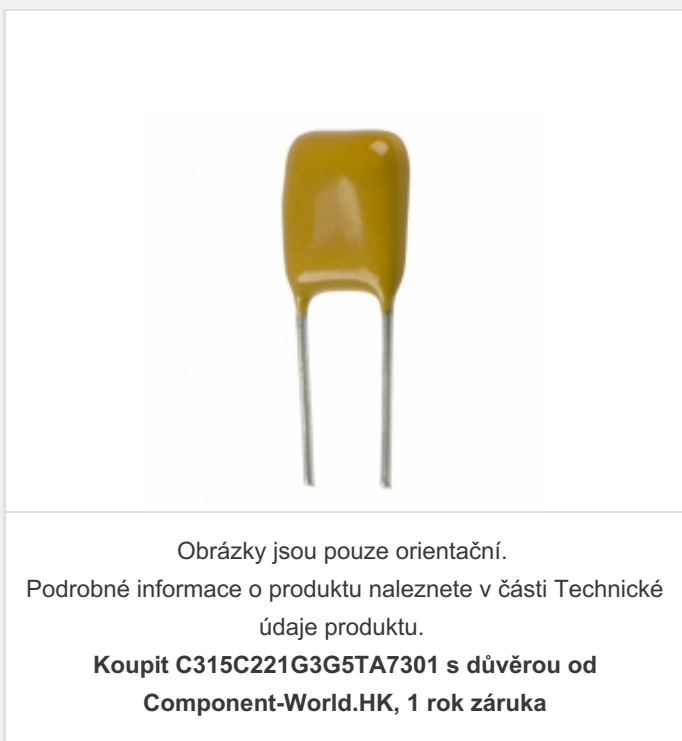 Obrázky jsou pouze orientační.
Podrobné informace o produktu naleznete v části Technické
údaje produktu.
Koupit C315C221G3G5TA7301 s důvěrou od
Component-World.HK, 1 rok záruka